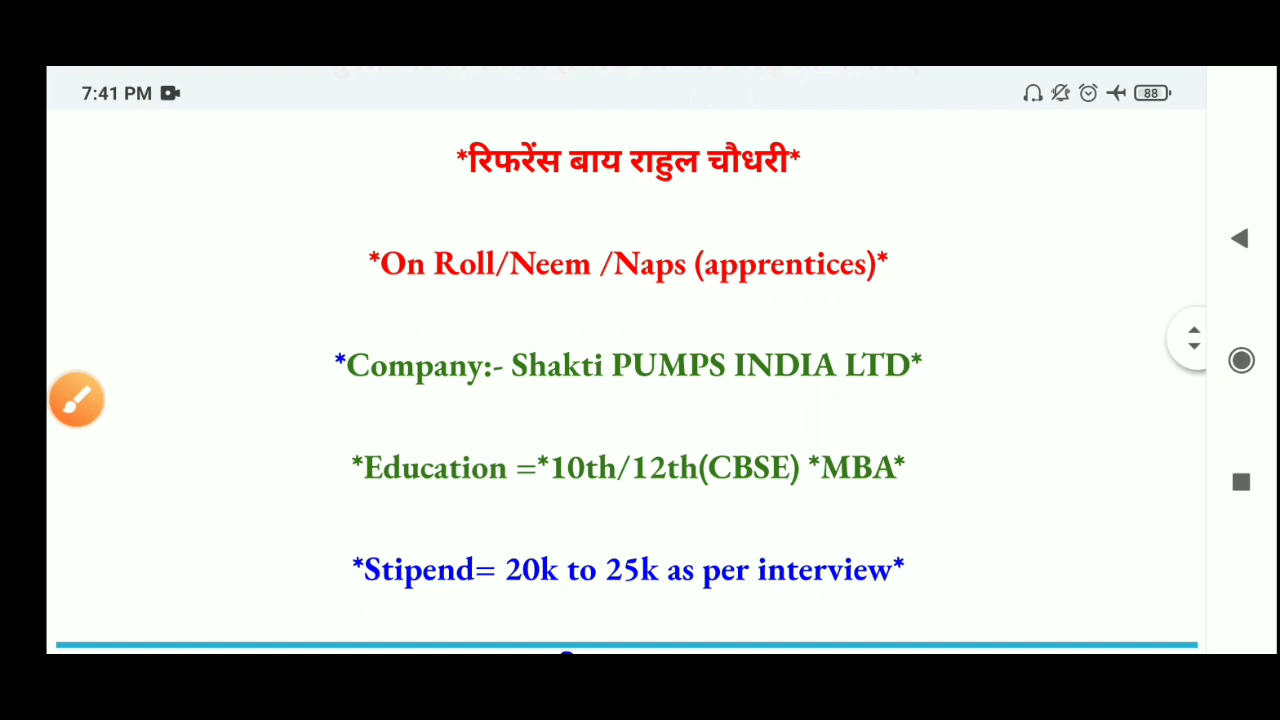 7:41 PM
88
*रिफरेंस बाय राहुल चौधरी*
*On Roll/Neem /Naps (apprentices)*
*Company:- Shakti PUMPS INDIA LTD*
*Education =*10th/12th(CBSE) *MBA*
*Stipend= 20k to 25k as per interview*